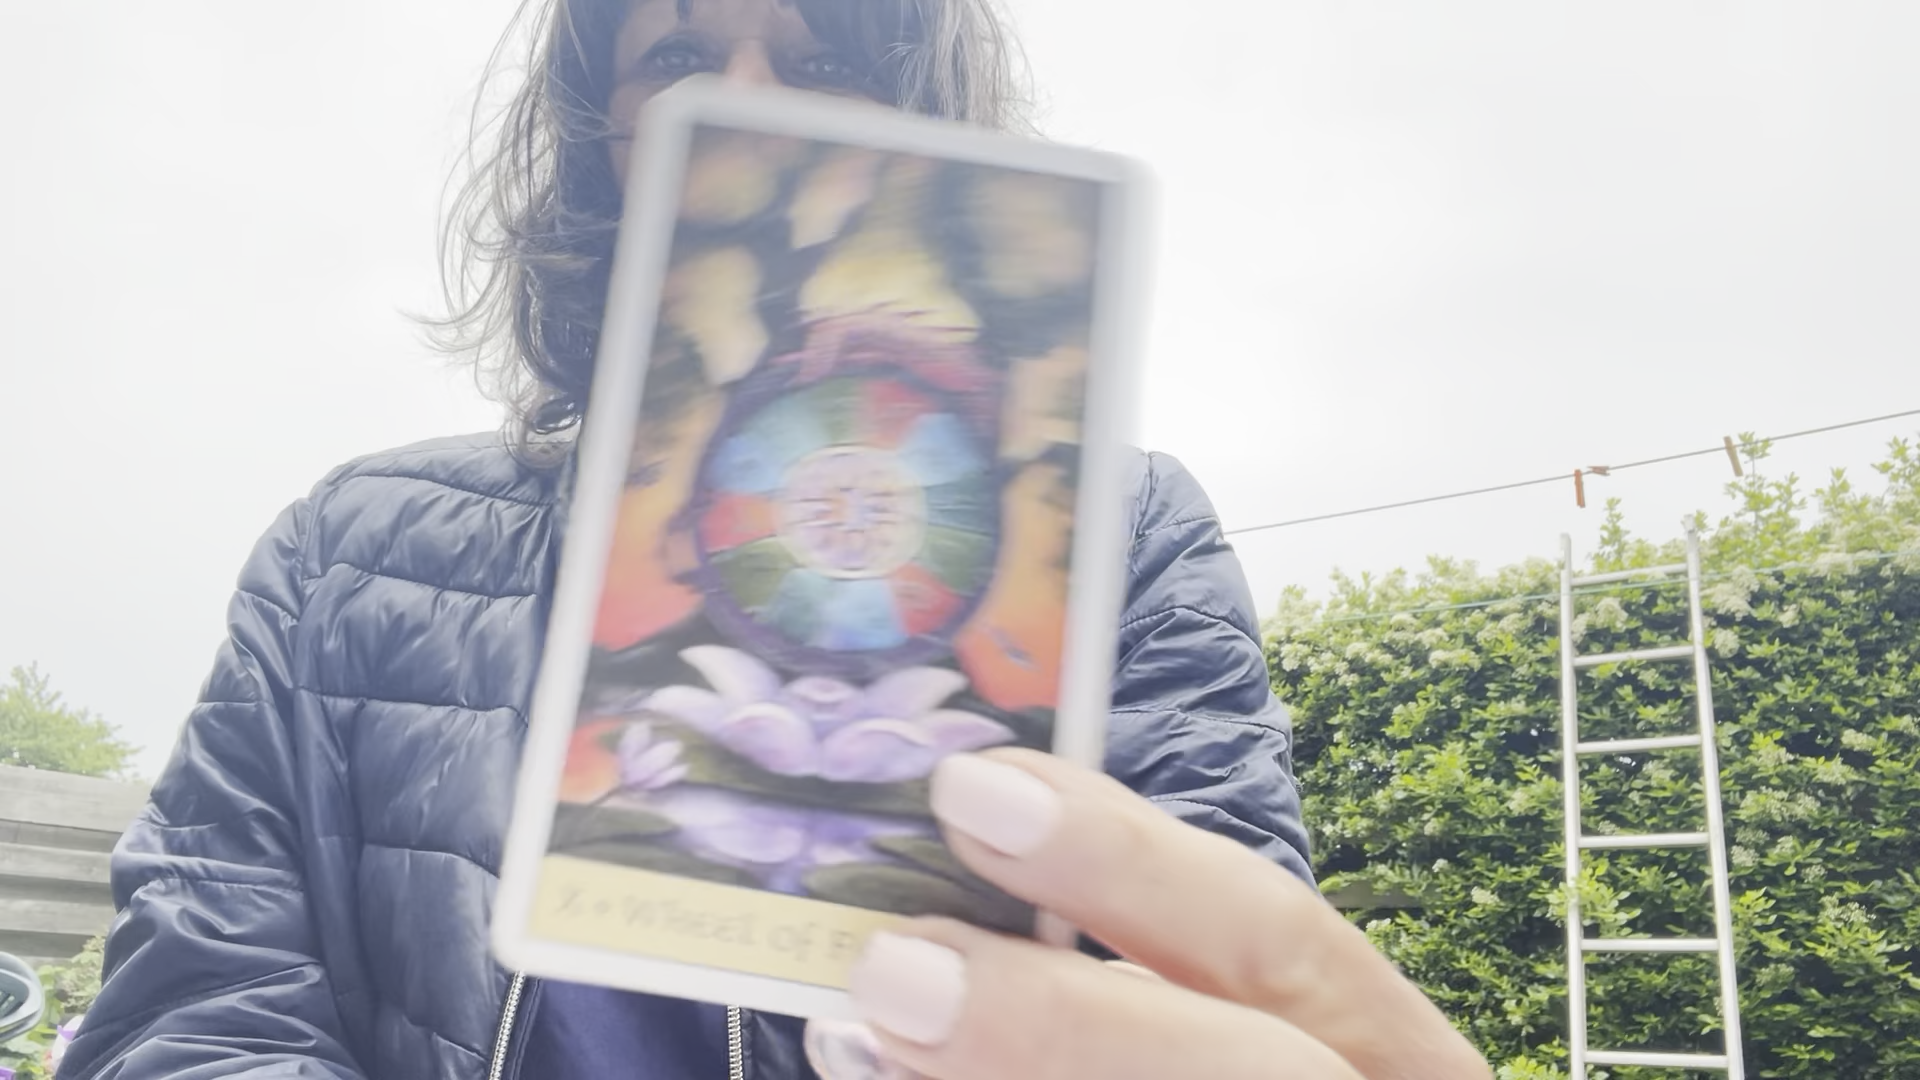 X • Wheel of F